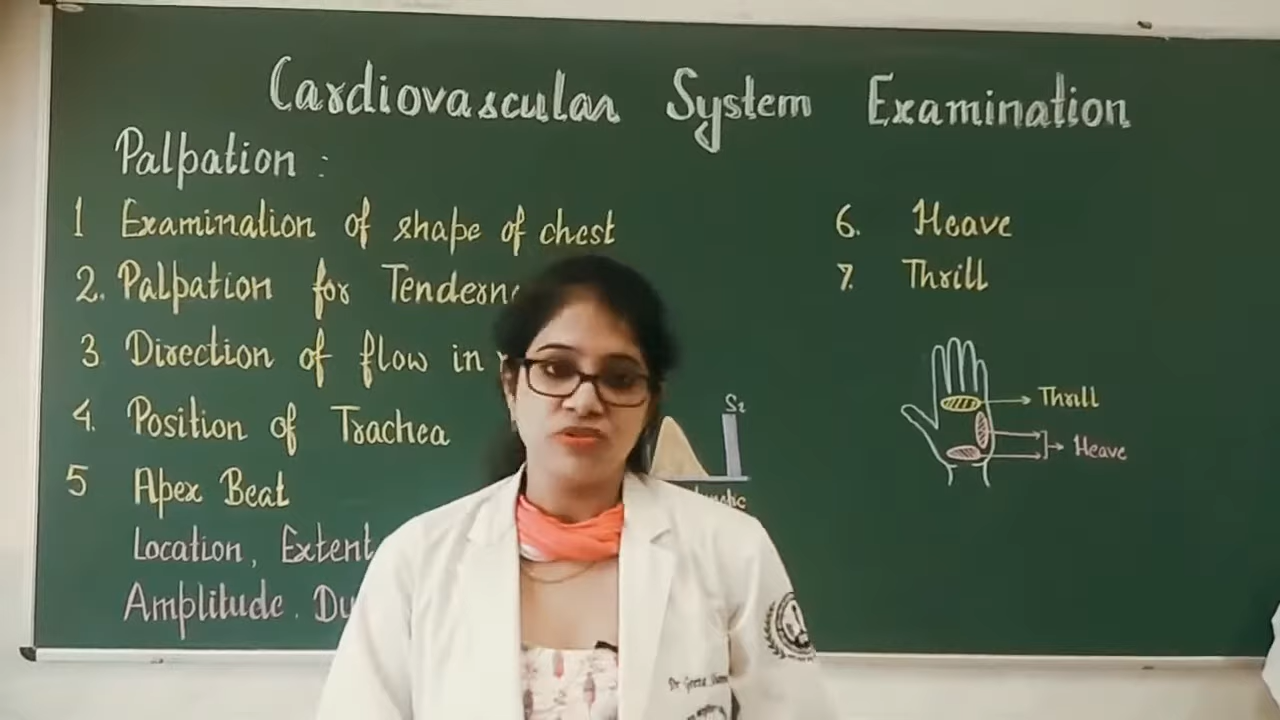 Cardiovascular System Examination
Palpation :
1 Examination of shape of chest
2. Palpation for
3 Direction of flow in
4. Position of Trachea
5 Apex Beat
Location, Extent
Amplitude.
6. Heave
7. Thrill
S2
Thrill
Heave
Dr